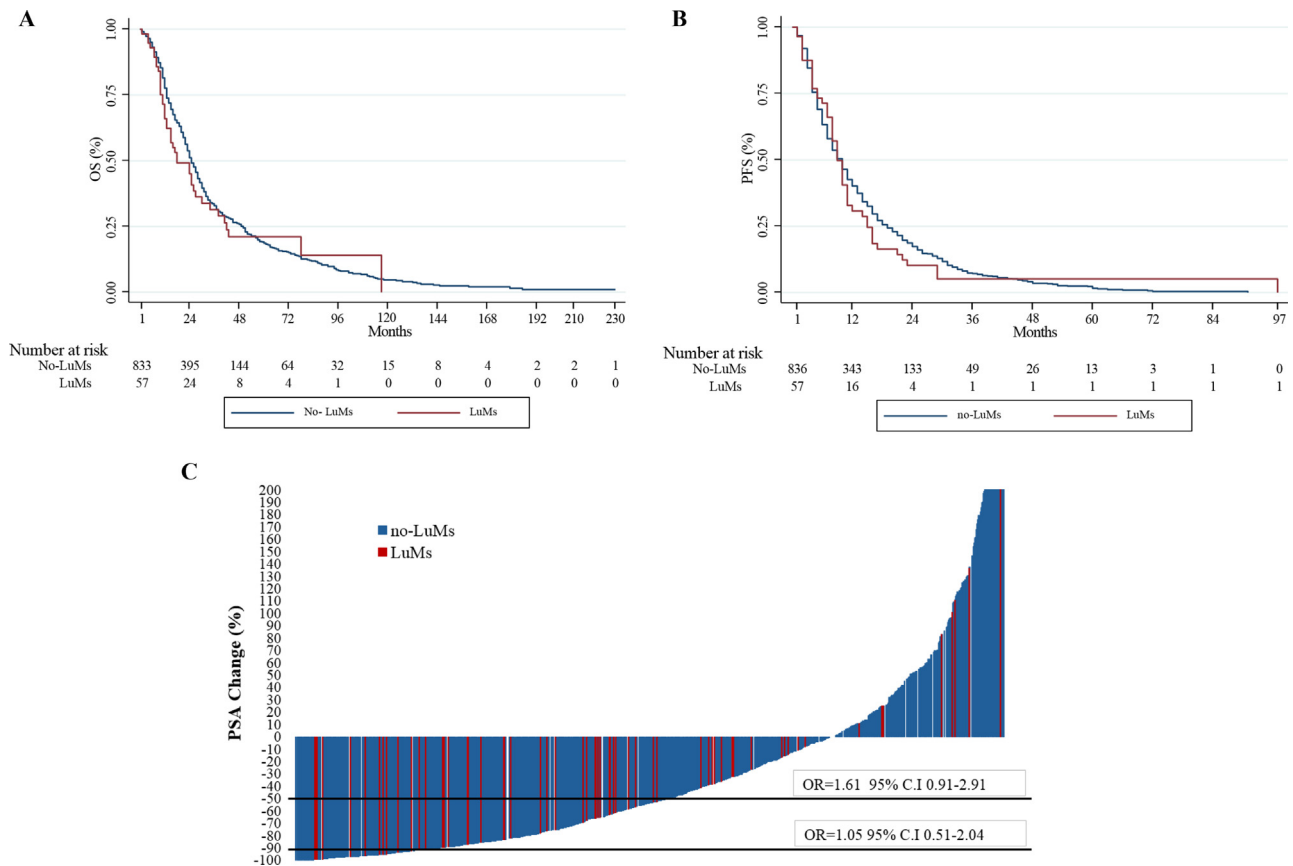 A
OS (%)
1.00
0.75
0.50
0.25
0.00
1 24 48 72 96 120 144 168 192 210 230
Months
Number at risk
No-LuMs 833 395 144 64 32 15 8 4 2 2 1
LuMs 57 24 8 4 1 0 0 0 0 0 0
No- LuMs LuMs
B
PFS (%)
1.00
0.75
0.50
0.25
0.00
1 12 24 36 48 60 72 84 97
Months
Number at risk
No-LuMs 836 343 133 49 26 13 3 1 0
LuMs 57 16 4 1 1 1 1 1 1
no-LuMs LuMs
C
PSA Change (%)
200
190
180
170
160
150
140
130
120
110
100
90
80
70
60
50
40
30
20
10
0
-10
-20
-30
-40
-50
-60
-70
-80
-90
-100
no-LuMs
LuMs
OR=1.61 95% C.I 0.91-2.91
OR=1.05 95% C.I 0.51-2.04